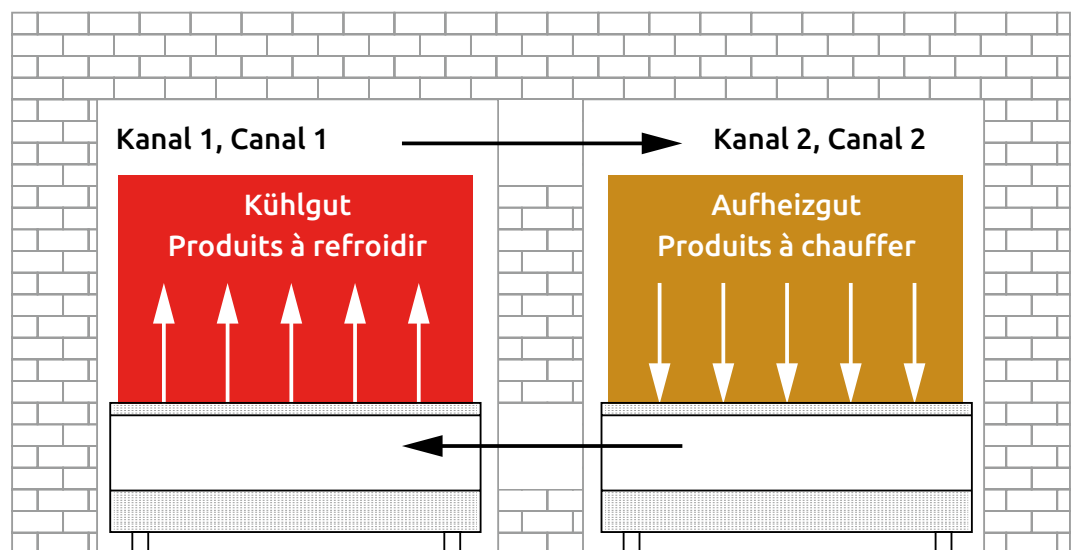 Kanal 1, Canal 1
Kanal 2, Canal 2
Kühlgut
Produits à refroidir
Aufheizgut
Produits à chauffer